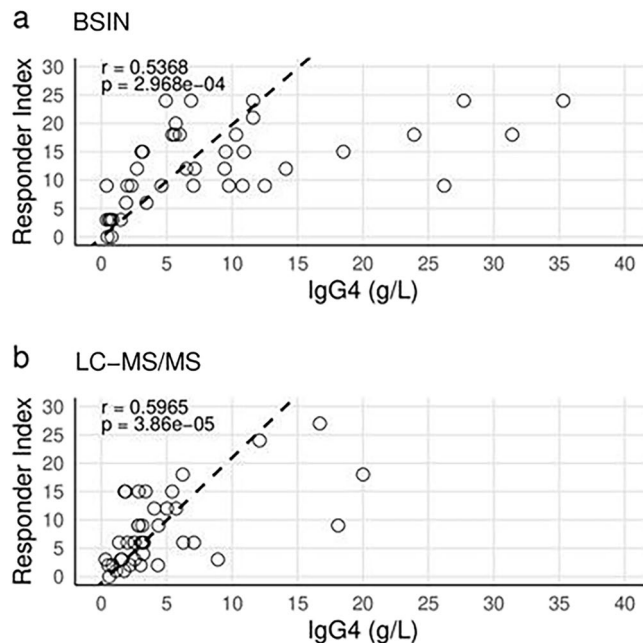 a BSIN
r = 0.5368
p = 2.968e−04
Responder Index
30
25
20
15
10
5
0
0 5 10 15 20 25 30 35 40
IgG4 (g/L)
b LC−MS/MS
r = 0.5965
p = 3.86e−05
Responder Index
30
25
20
15
10
5
0
0 5 10 15 20 25 30 35 40
IgG4 (g/L)